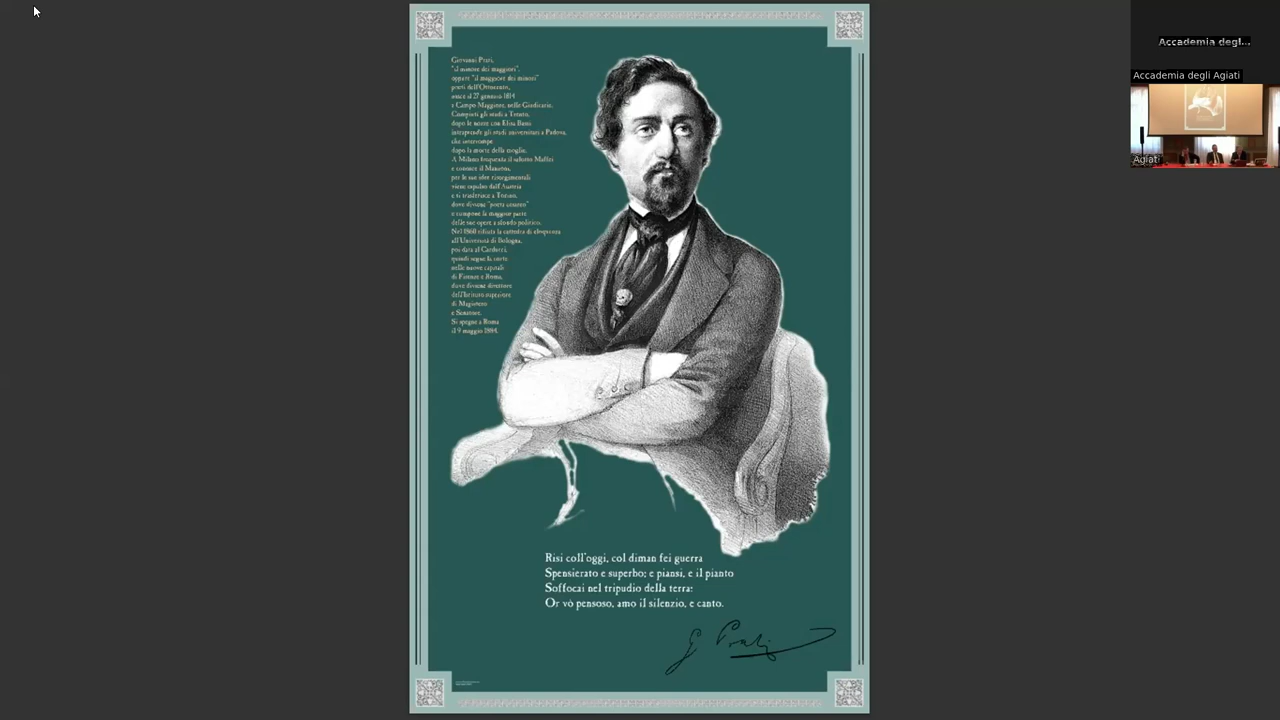 Giovanni Prati,
"il minore dei maggiori",
oppure "il maggiore dei minori"
poeti dell'Ottocento,
nasce il 27 gennaio 1814
a Campo Maggiore, nelle Giudicarie.
Compiuti gli studi a Trento,
dopo le nozze con Elisa Bassi
intraprende gli studi universitari a Padova,
che interrompe
dopo la morte della moglie.
A Milano frequenta il salotto Maffei
e conosce il Manzoni,
per le sue idee risorgimentali
viene espulso dall'Austria
e si trasferisce a Torino,
dove diviene "poeta cesareo"
e compone la maggior parte
delle sue opere a sfondo politico.
Nel 1860 rifiuta la cattedra di eloquenza
all'Università di Bologna,
poi data al Carducci,
quindi segue la corte
nelle nuove capitali
di Firenze e Roma,
dove diviene direttore
dell'Istituto superiore
di Magistero
e Senatore.
Si spegne a Roma
il 9 maggio 1884.
Risi coll'oggi, col diman fei guerra
Spensierato e superbo; e piansi, e il pianto
Soffocai nel tripudio della terra:
Or vò pensoso, amo il silenzio, e canto.
G Prati
Accademia degl...
Accademia degli Agiati
Agiati